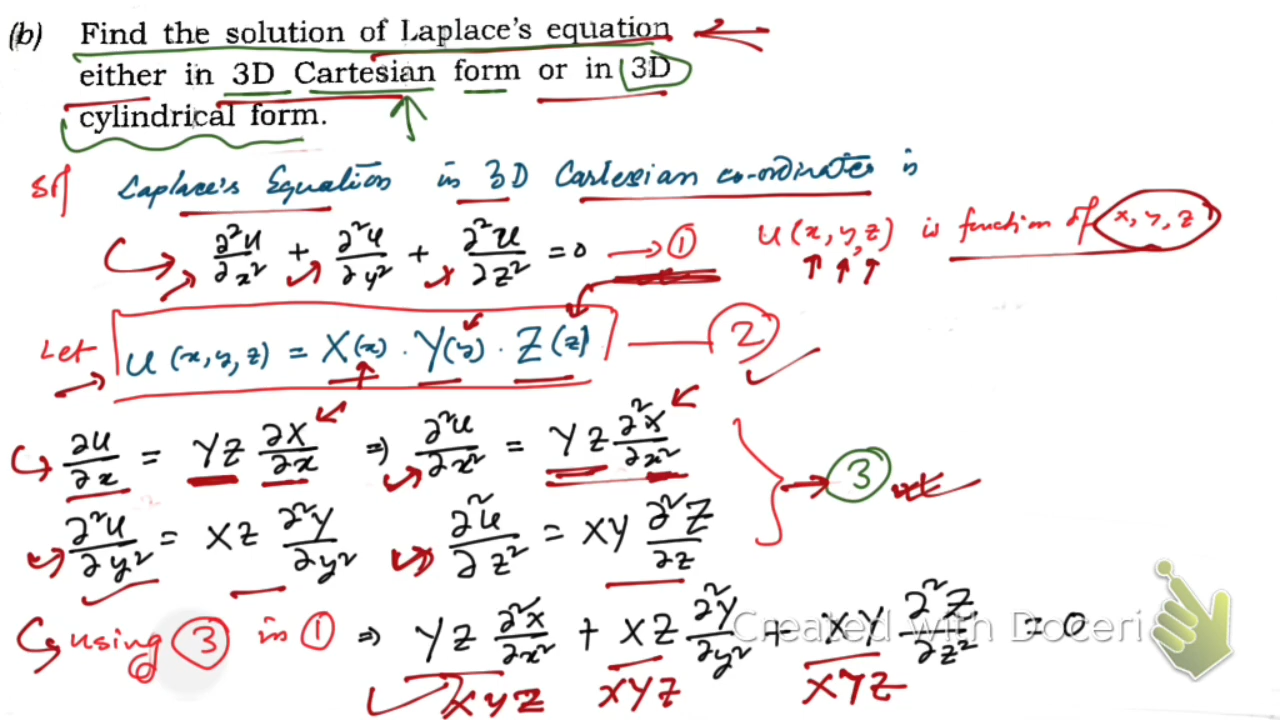 (b) Find the solution of Laplace's equation
either in 3D Cartesian form or in 3D
cylindrical form.
Sol Laplace's Equation in 3D Cartesian co-ordinates is
∂²u/∂x² + ∂²u/∂y² + ∂²u/∂z² = 0 → ① u(x, y, z) is function of x, y, z
Let u(x, y, z) = X(x) · Y(y) · Z(z) — ②
∂u/∂x = YZ ∂X/∂x ⇒ ∂²u/∂x² = YZ ∂²X/∂x²
→ ③
∂²u/∂y² = XZ ∂²Y/∂y² ∂²u/∂z² = XY ∂²Z/∂z
using ③ in ① ⇒ YZ ∂²X/∂x² + XZ ∂²Y/∂y² + XY ∂²Z/∂z² = 0
XYZ XYZ XYZ
Created with Doceri